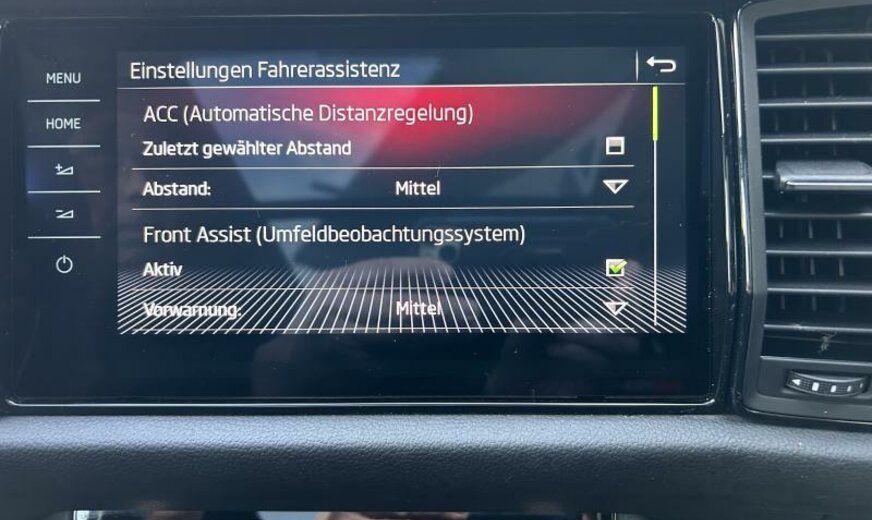 MENU
HOME
Einstellungen Fahrerassistenz
ACC (Automatische Distanzregelung)
Zuletzt gewählter Abstand
Abstand: Mittel
Front Assist (Umfeldbeobachtungssystem)
Aktiv
Vorwarnung: Mittel